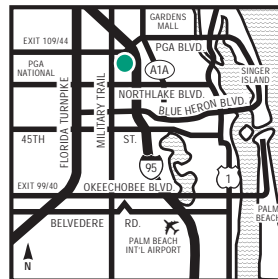 GARDENS
MALL
EXIT 109/44
PGA BLVD.
PGA
NATIONAL
A1A
SINGER
ISLAND
FLORIDA TURNPIKE
MILITARY TRAIL
NORTHLAKE BLVD.
BLUE HERON BLVD.
45TH
ST.
95
1
EXIT 99/40
OKEECHOBEE BLVD.
PALM
BEACH
BELVEDERE
RD.
PALM BEACH
INT'L AIRPORT
N